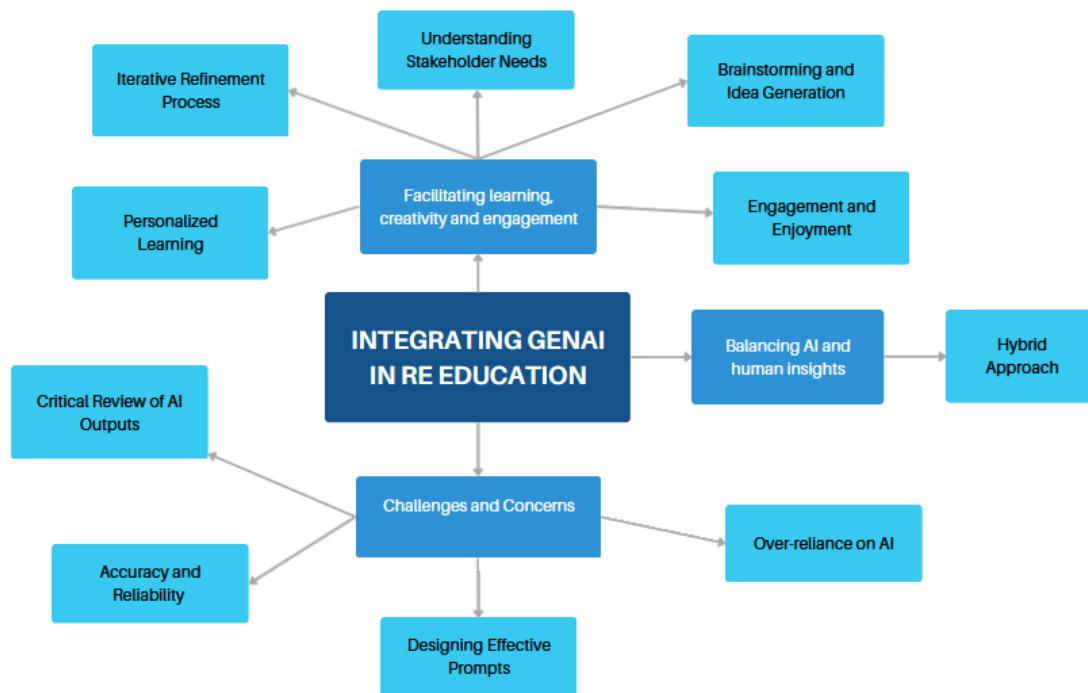 Understanding
Stakeholder Needs
Iterative Refinement
Process
Brainstorming and
Idea Generation
Facilitating learning,
creativity and engagement
Personalized
Learning
Engagement and
Enjoyment
INTEGRATING GENAI
IN RE EDUCATION
Balancing AI and
human insights
Hybrid
Approach
Critical Review of AI
Outputs
Challenges and Concerns
Over-reliance on AI
Accuracy and
Reliability
Designing Effective
Prompts